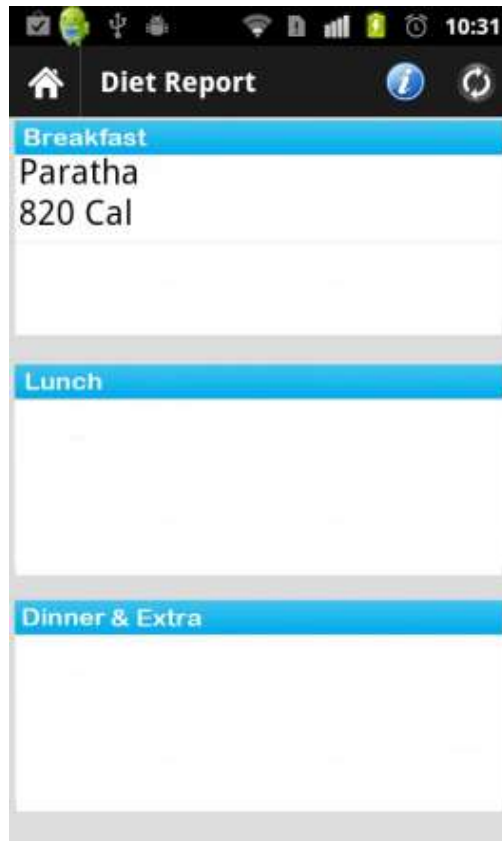 10:31
Diet Report
Breakfast
Paratha
820 Cal
Lunch
Dinner & Extra